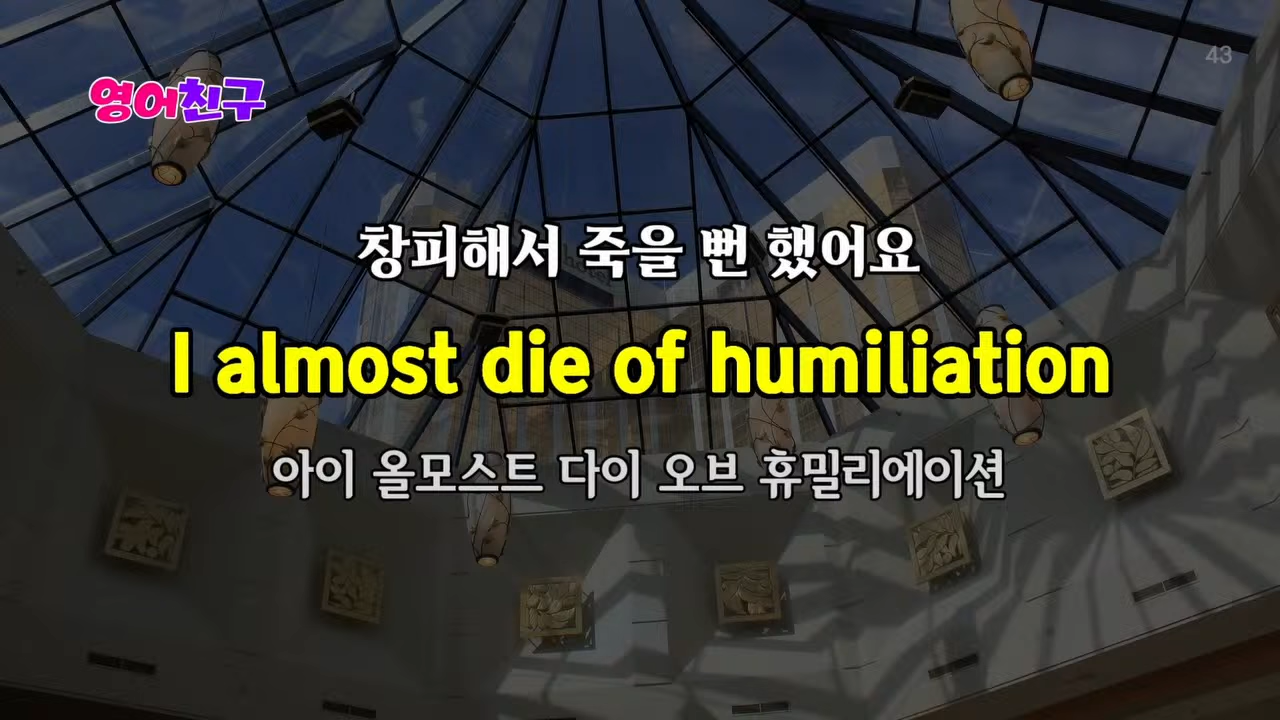 43
영어친구
창피해서 죽을 뻔 했어요
I almost die of humiliation
아이 올모스트 다이 오브 휴밀리에이션